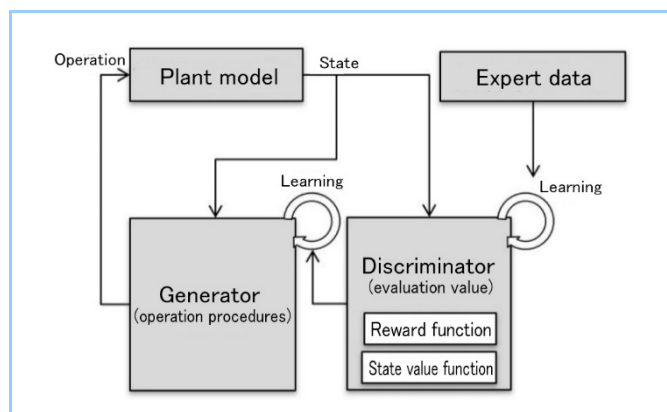 Operation
Plant model
State
Expert data
Learning
Learning
Generator
(operation procedures)
Discriminator
(evaluation value)
Reward function
State value function